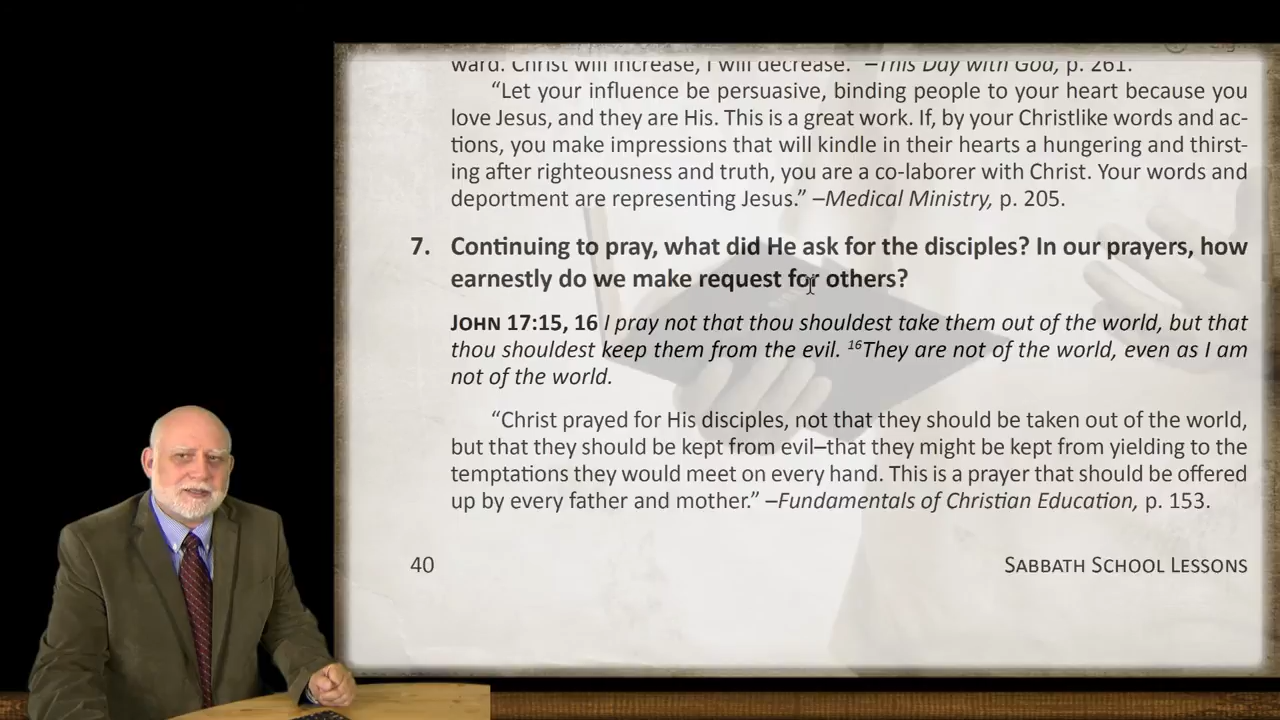 ward. Christ will increase, I will decrease.” –This Day with God, p. 261.
“Let your influence be persuasive, binding people to your heart because you
love Jesus, and they are His. This is a great work. If, by your Christlike words and ac-
tions, you make impressions that will kindle in their hearts a hungering and thirst-
ing after righteousness and truth, you are a co-laborer with Christ. Your words and
deportment are representing Jesus.” –Medical Ministry, p. 205.
7. Continuing to pray, what did He ask for the disciples? In our prayers, how
earnestly do we make request for others?
John 17:15, 16 I pray not that thou shouldest take them out of the world, but that
thou shouldest keep them from the evil. 16They are not of the world, even as I am
not of the world.
“Christ prayed for His disciples, not that they should be taken out of the world,
but that they should be kept from evil–that they might be kept from yielding to the
temptations they would meet on every hand. This is a prayer that should be offered
up by every father and mother.” –Fundamentals of Christian Education, p. 153.
40 Sabbath School Lessons